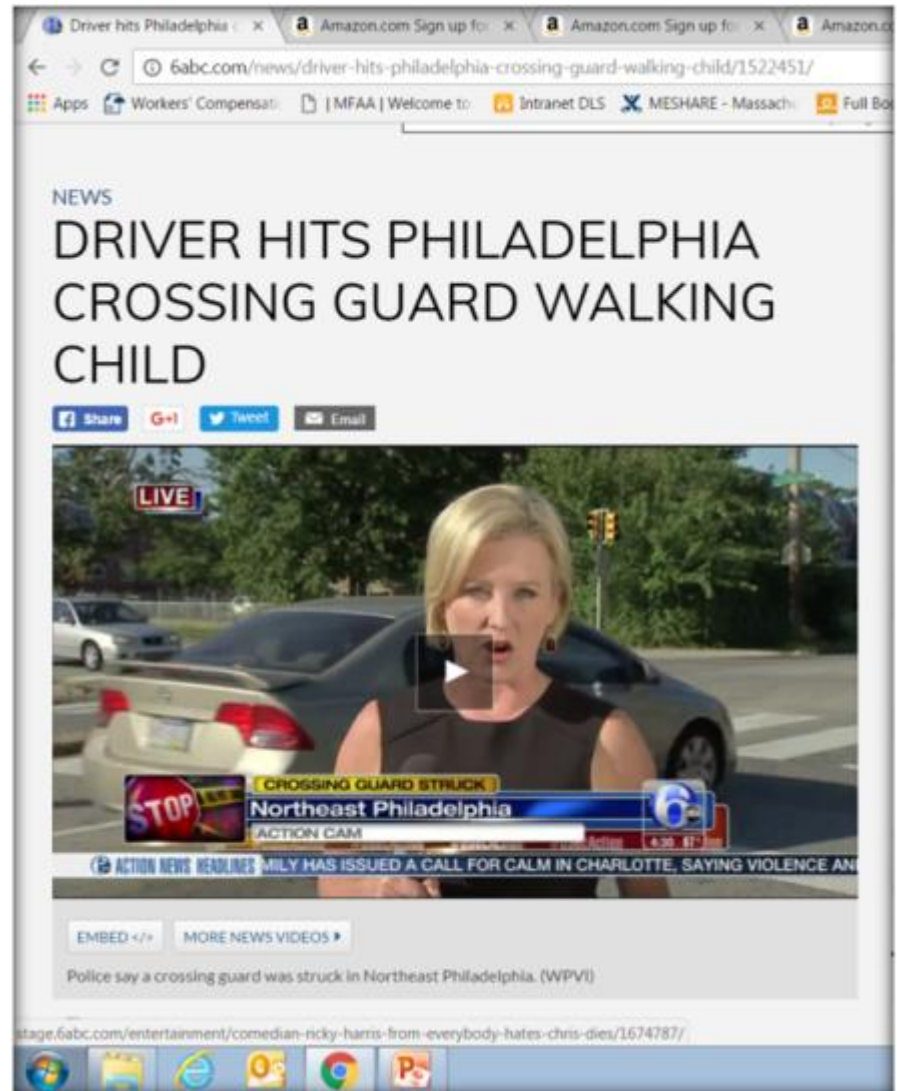 Driver hits Philadelphia
Amazon.com Sign up for
Amazon.com Sign up for
6abc.com/news/driver-hits-philadelphia-crossing-guard-walking-child/1522451/
Apps Workers' Compensati | MFAA | Welcome to Intranet DLS MESHARE - Massach Full
NEWS
DRIVER HITS PHILADELPHIA
CROSSING GUARD WALKING
CHILD
Share G+1 Tweet Email
LIVE
STOP
CROSSING GUARD STRUCK
Northeast Philadelphia
ACTION CAM
6
4:30 87°
ACTION NEWS HEADLINES MILY HAS ISSUED A CALL FOR CALM IN CHARLOTTE, SAYING VIOLENCE AN
EMBED </> MORE NEWS VIDEOS
Police say a crossing guard was struck in Northeast Philadelphia. (WPVI)
stage.6abc.com/entertainment/comedian-ricky-harris-from-everybody-hates-chris-dies/1674787/